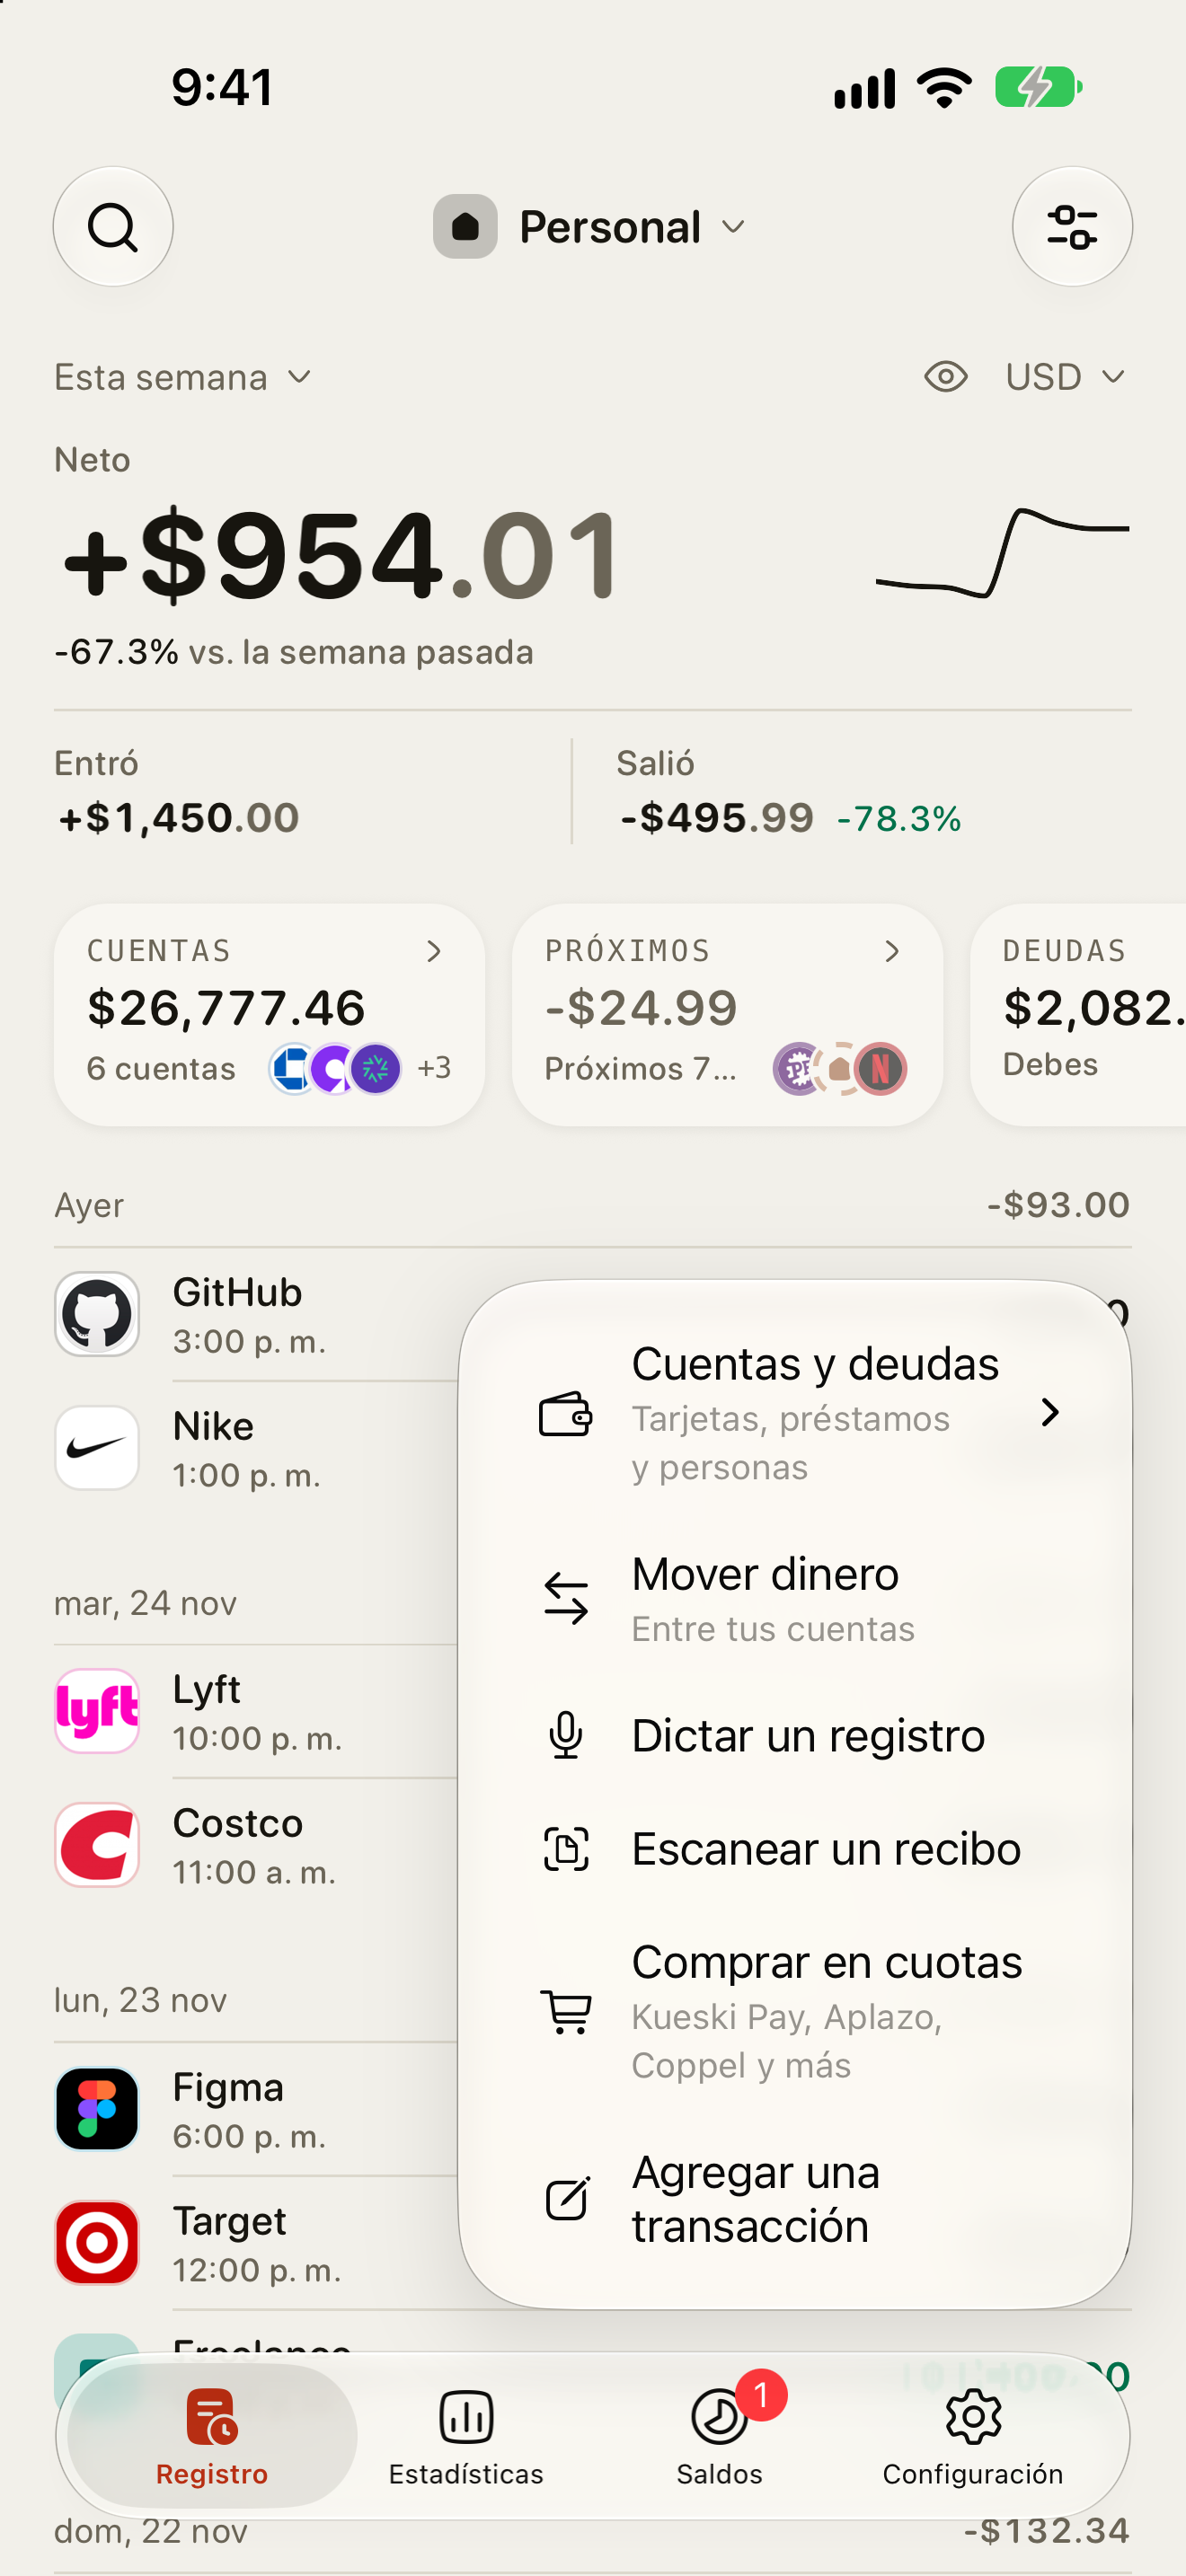 9:41
Personal
Esta semana
USD
Neto
+$954.01
-67.3% vs. la semana pasada
Entró
+$1,450.00
Salió
-$495.99 -78.3%
CUENTAS
$26,777.46
6 cuentas +3
PRÓXIMOS
-$24.99
Próximos 7...
DEUDAS
$2,082.
Debes
Ayer -$93.00
GitHub
3:00 p. m.
Nike
1:00 p. m.
mar, 24 nov
lyft
Lyft
10:00 p. m.
Costco
11:00 a. m.
lun, 23 nov
Figma
6:00 p. m.
Target
12:00 p. m.
Freelance
Cuentas y deudas
Tarjetas, préstamos
y personas
Mover dinero
Entre tus cuentas
Dictar un registro
Escanear un recibo
Comprar en cuotas
Kueski Pay, Aplazo,
Coppel y más
Agregar una
transacción
Registro
Estadísticas
1
Saldos
Configuración
dom, 22 nov -$132.34